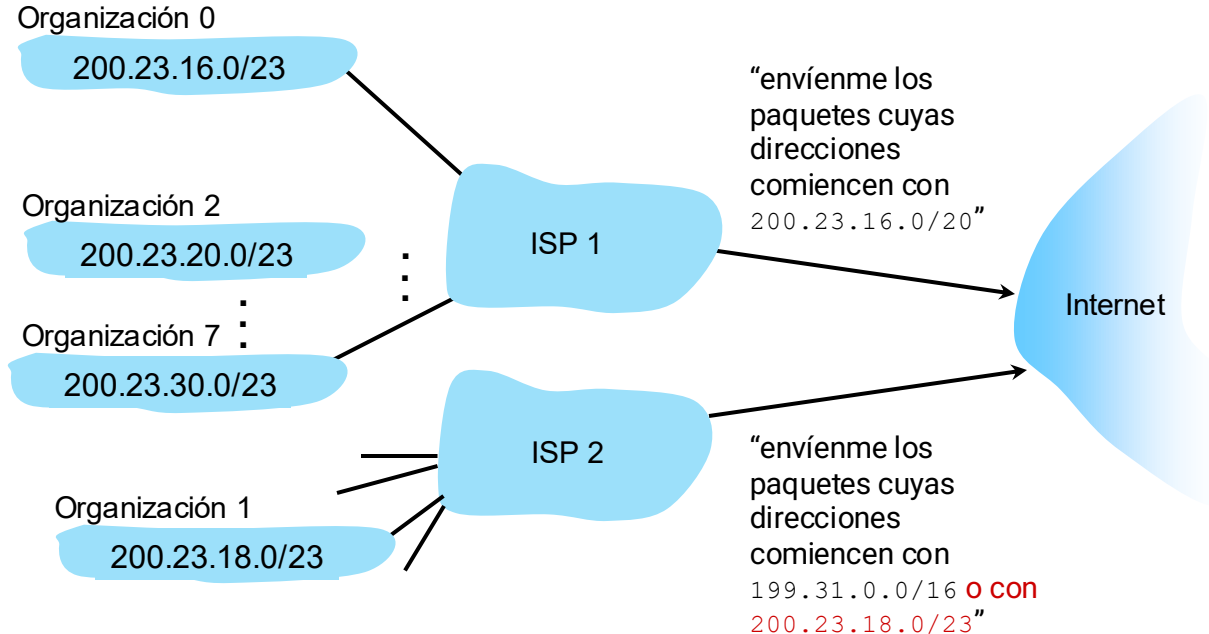 Organización 0
200.23.16.0/23
Organización 2
200.23.20.0/23
Organización 7
200.23.30.0/23
Organización 1
200.23.18.0/23
ISP 1
ISP 2
“envíenme los
paquetes cuyas
direcciones
comiencen con
200.23.16.0/20”
“envíenme los
paquetes cuyas
direcciones
comiencen con
199.31.0.0/16 o con
200.23.18.0/23”
Internet